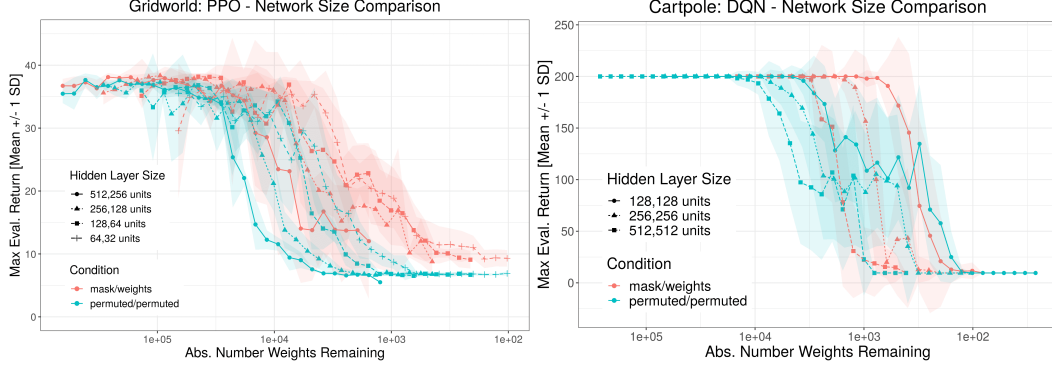 Gridworld: PPO - Network Size Comparison
Max Eval. Return [Mean +/- 1 SD]
40
30
20
10
0
Hidden Layer Size
512,256 units
256,128 units
128,64 units
64,32 units
Condition
mask/weights
permuted/permuted
1e+05
1e+04
1e+03
1e+02
Abs. Number Weights Remaining
Cartpole: DQN - Network Size Comparison
Max Eval. Return [Mean +/- 1 SD]
250
200
150
100
50
0
Hidden Layer Size
128,128 units
256,256 units
512,512 units
Condition
mask/weights
permuted/permuted
1e+05
1e+04
1e+03
1e+02
Abs. Number Weights Remaining